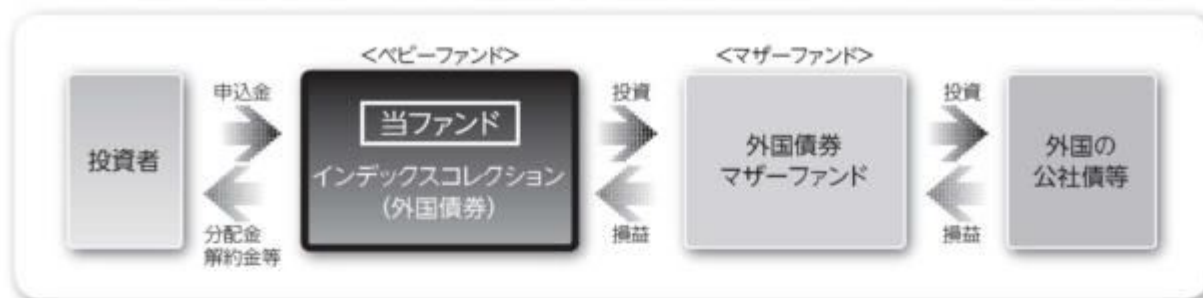 <ベビーファンド>
<マザーファンド>
投資者
申込金
分配金
解約金等
当ファンド
インデックスコレクション
(外国債券)
投資
損益
外国債券
マザーファンド
投資
損益
外国の
公社債等